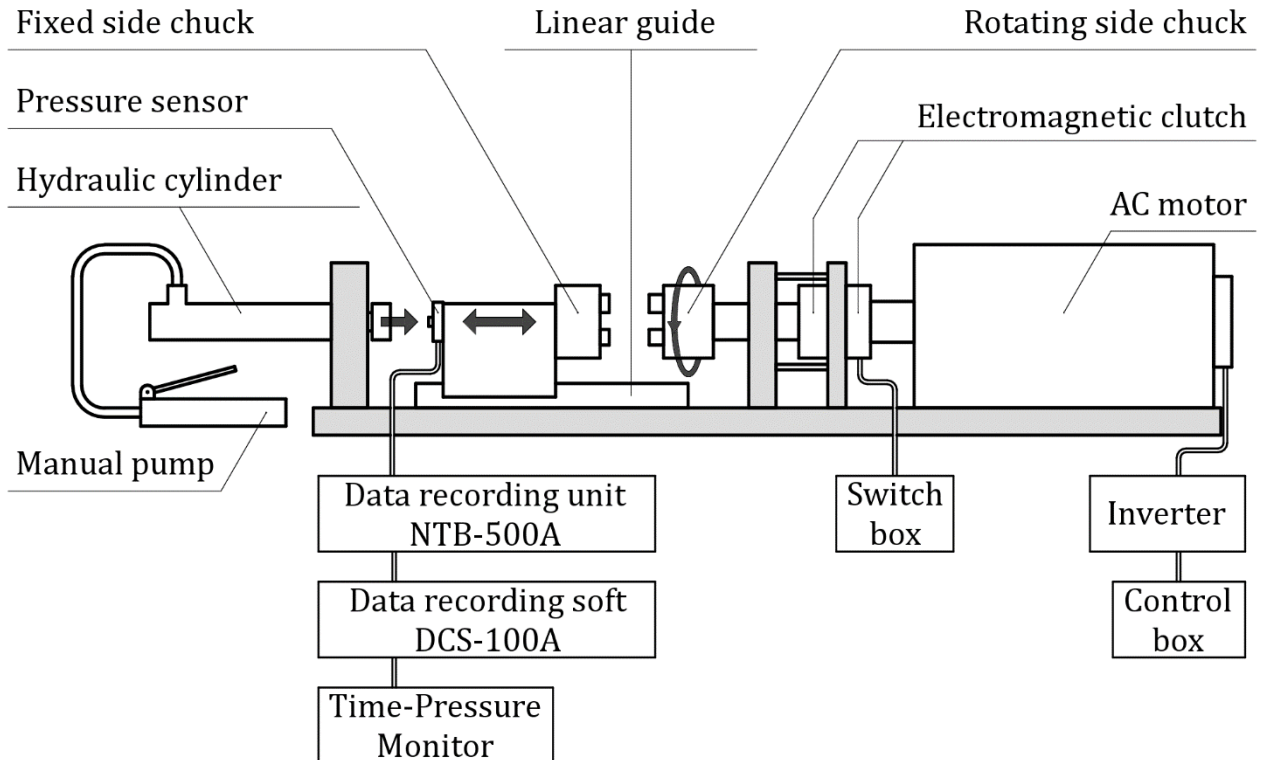 Fixed side chuck
Linear guide
Rotating side chuck
Pressure sensor
Electromagnetic clutch
Hydraulic cylinder
AC motor
Manual pump
Data recording unit
NTB-500A
Switch
box
Inverter
Data recording soft
DCS-100A
Control
box
Time-Pressure
Monitor